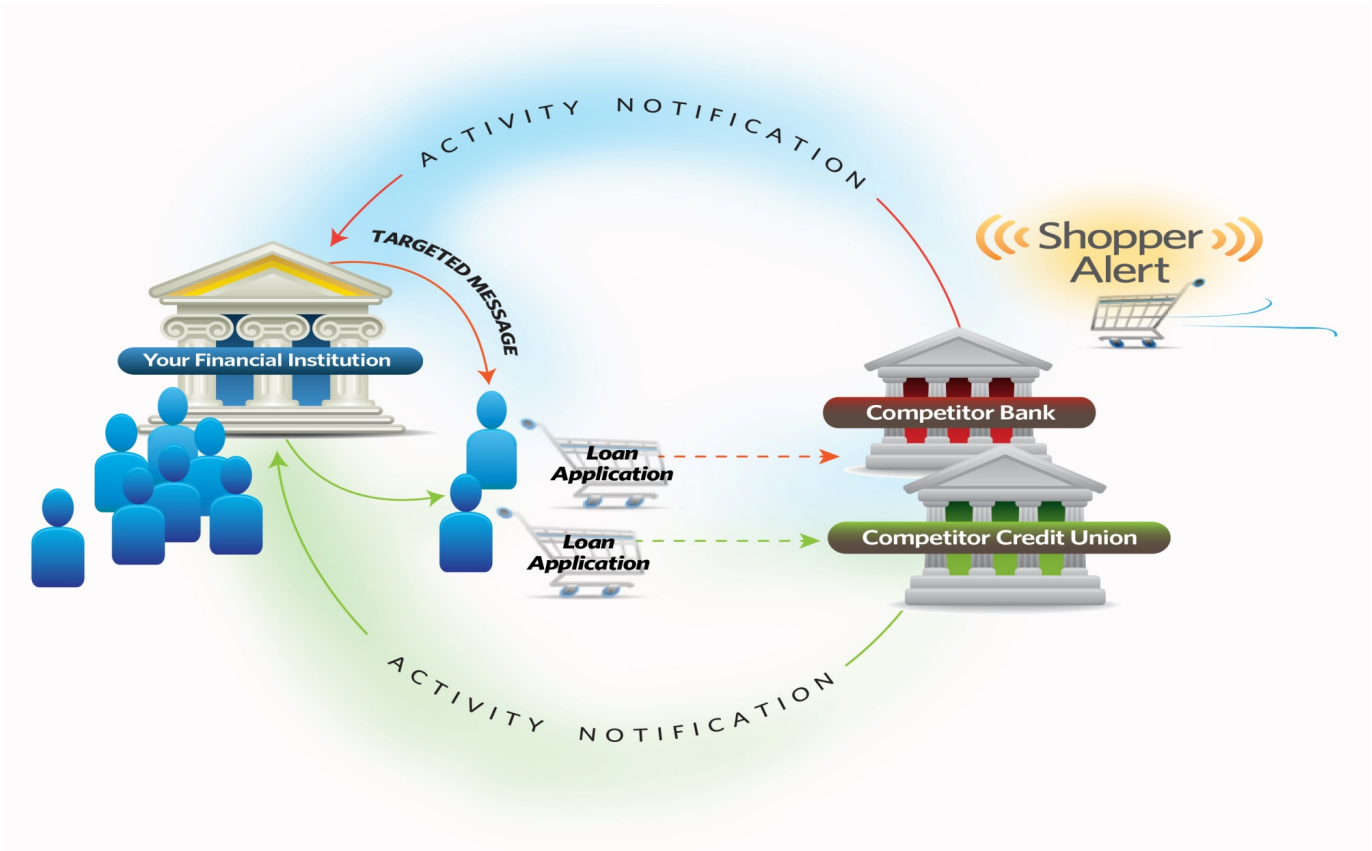 ACTIVITY NOTIFICATION
Shopper
Alert
TARGETED MESSAGE
Your Financial Institution
Competitor Bank
Loan
Application
Competitor Credit Union
Loan
Application
ACTIVITY NOTIFICATION